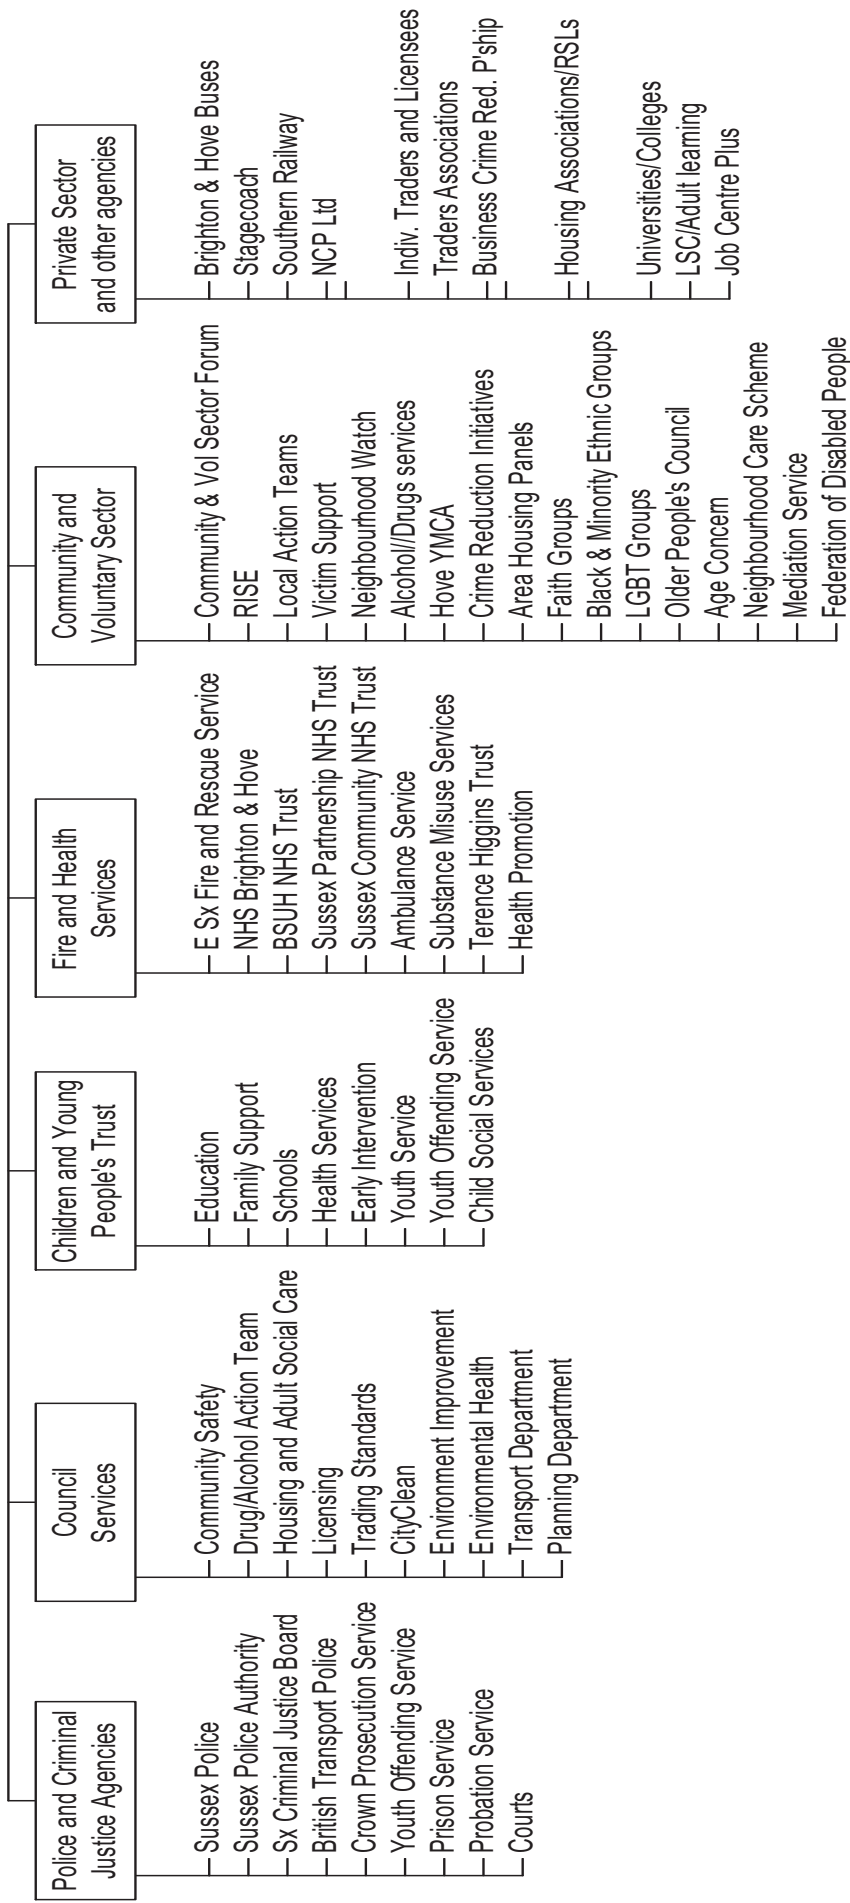 Police and Criminal
Justice Agencies
Sussex Police
Sussex Police Authority
Sx Criminal Justice Board
British Transport Police
Crown Prosecution Service
Youth Offending Service
Prison Service
Probation Service
Courts
Council
Services
Community Safety
Drug/Alcohol Action Team
Housing and Adult Social Care
Licensing
Trading Standards
CityClean
Environment Improvement
Environmental Health
Transport Department
Planning Department
Children and Young
People's Trust
Education
Family Support
Schools
Health Services
Early Intervention
Youth Service
Youth Offending Service
Child Social Services
Fire and Health
Services
E Sx Fire and Rescue Service
NHS Brighton & Hove
BSUH NHS Trust
Sussex Partnership NHS Trust
Sussex Community NHS Trust
Ambulance Service
Substance Misuse Services
Terence Higgins Trust
Health Promotion
Community and
Voluntary Sector
Community & Vol Sector Forum
RISE
Local Action Teams
Victim Support
Neighbourhood Watch
Alcohol//Drugs services
Hove YMCA
Crime Reduction Initiatives
Area Housing Panels
Faith Groups
Black & Minority Ethnic Groups
LGBT Groups
Older People's Council
Age Concern
Neighbourhood Care Scheme
Mediation Service
Federation of Disabled People
Private Sector
and other agencies
Brighton & Hove Buses
Stagecoach
Southern Railway
NCP Ltd
Indiv. Traders and Licensees
Traders Associations
Business Crime Red. P'ship
Housing Associations/RSLs
Universities/Colleges
LSC/Adult learning
Job Centre Plus